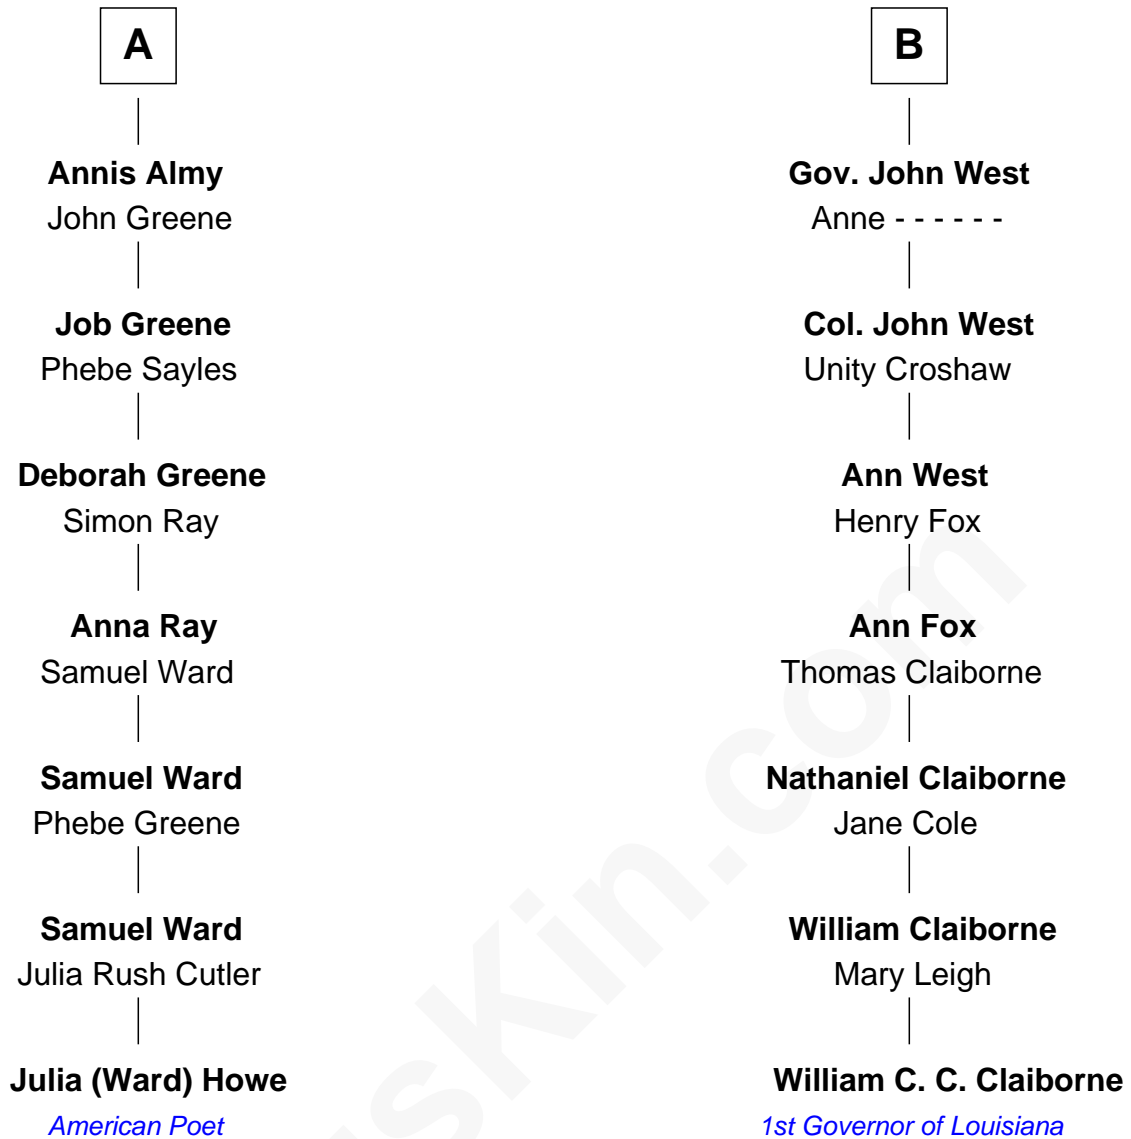 A
Annis Almy
John Greene
Job Greene
Phebe Sayles
Deborah Greene
Simon Ray
Anna Ray
Samuel Ward
Samuel Ward
Phebe Greene
Samuel Ward
Julia Rush Cutler
Julia (Ward) Howe
American Poet
B
Gov. John West
Anne - - - - - -
Col. John West
Unity Croshaw
Ann West
Henry Fox
Ann Fox
Thomas Claiborne
Nathaniel Claiborne
Jane Cole
William Claiborne
Mary Leigh
William C. C. Claiborne
1st Governor of Louisiana